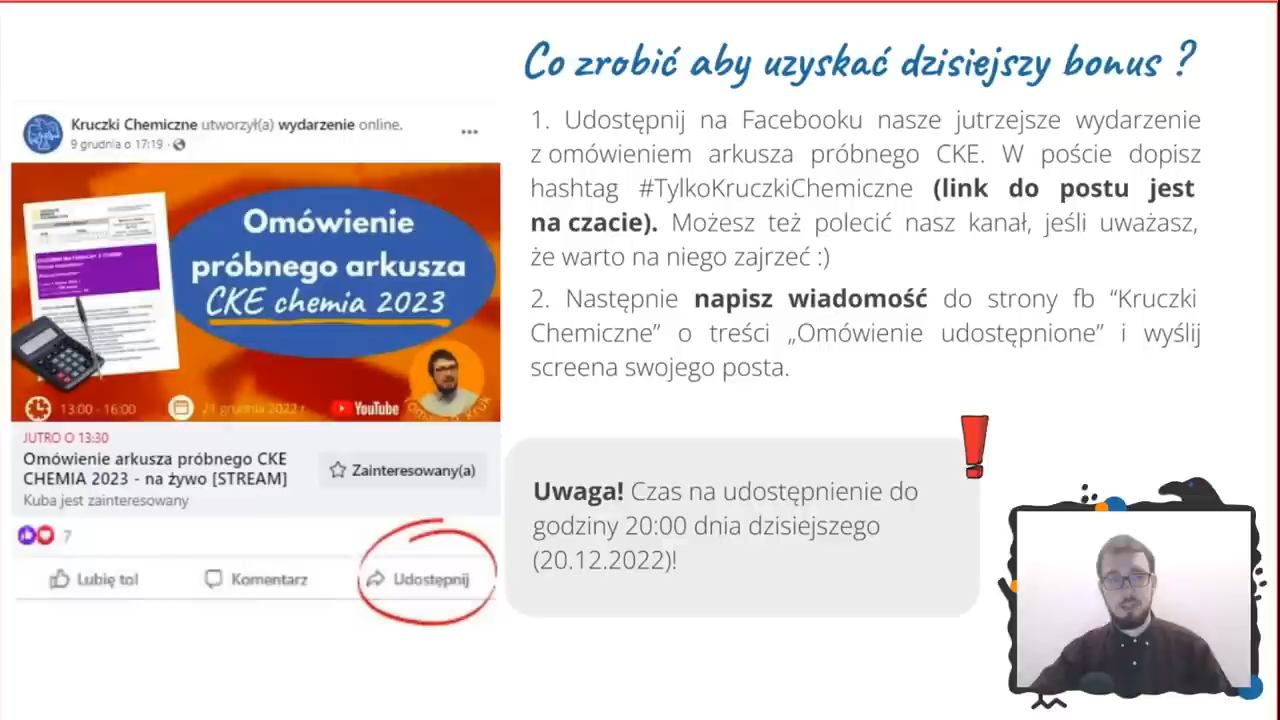 Co zrobić aby uzyskać dzisiejszy bonus ?
Kruczki Chemiczne utworzył(a) wydarzenie online.
9 grudnia o 17:19 ·
Omówienie
próbnego arkusza
CKE chemia 2023
13:00 - 16:00
21 grudnia 2022 r.
YouTube
JUTRO O 13:30
Omówienie arkusza próbnego CKE
CHEMIA 2023 - na żywo [STREAM]
Zainteresowany(a)
Kuba jest zainteresowany
7
Lubię to!
Komentarz
Udostępnij
1. Udostępnij na Facebooku nasze jutrzejsze wydarzenie
z omówieniem arkusza próbnego CKE. W poście dopisz
hashtag #TylkoKruczkiChemiczne (link do postu jest
na czacie). Możesz też polecić nasz kanał, jeśli uważasz,
że warto na niego zajrzeć :)
2. Następnie napisz wiadomość do strony fb “Kruczki
Chemiczne” o treści „Omówienie udostępnione” i wyślij
screena swojego posta.
Uwaga! Czas na udostępnienie do
godziny 20:00 dnia dzisiejszego
(20.12.2022)!